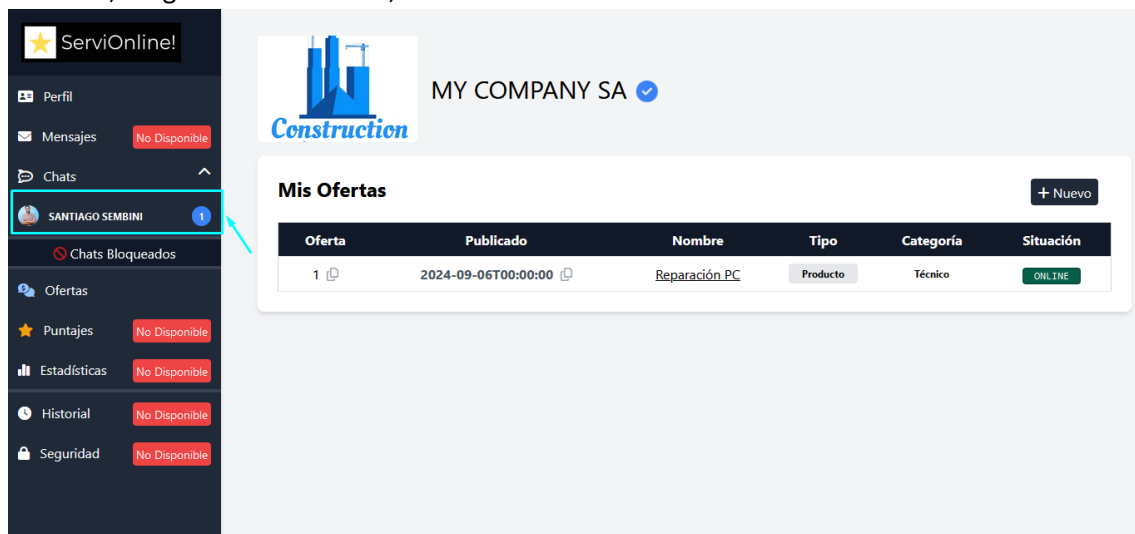 ServiOnline!
Perfil
Mensajes No Disponible
Chats
SANTIAGO SEMBINI 1
Chats Bloqueados
Ofertas
Puntajes No Disponible
Estadísticas No Disponible
Historial No Disponible
Seguridad No Disponible
Construction
MY COMPANY SA
Mis Ofertas
+ Nuevo
Oferta Publicado Nombre Tipo Categoría Situación
1 2024-09-06T00:00:00 Reparación PC Producto Técnico ONLINE